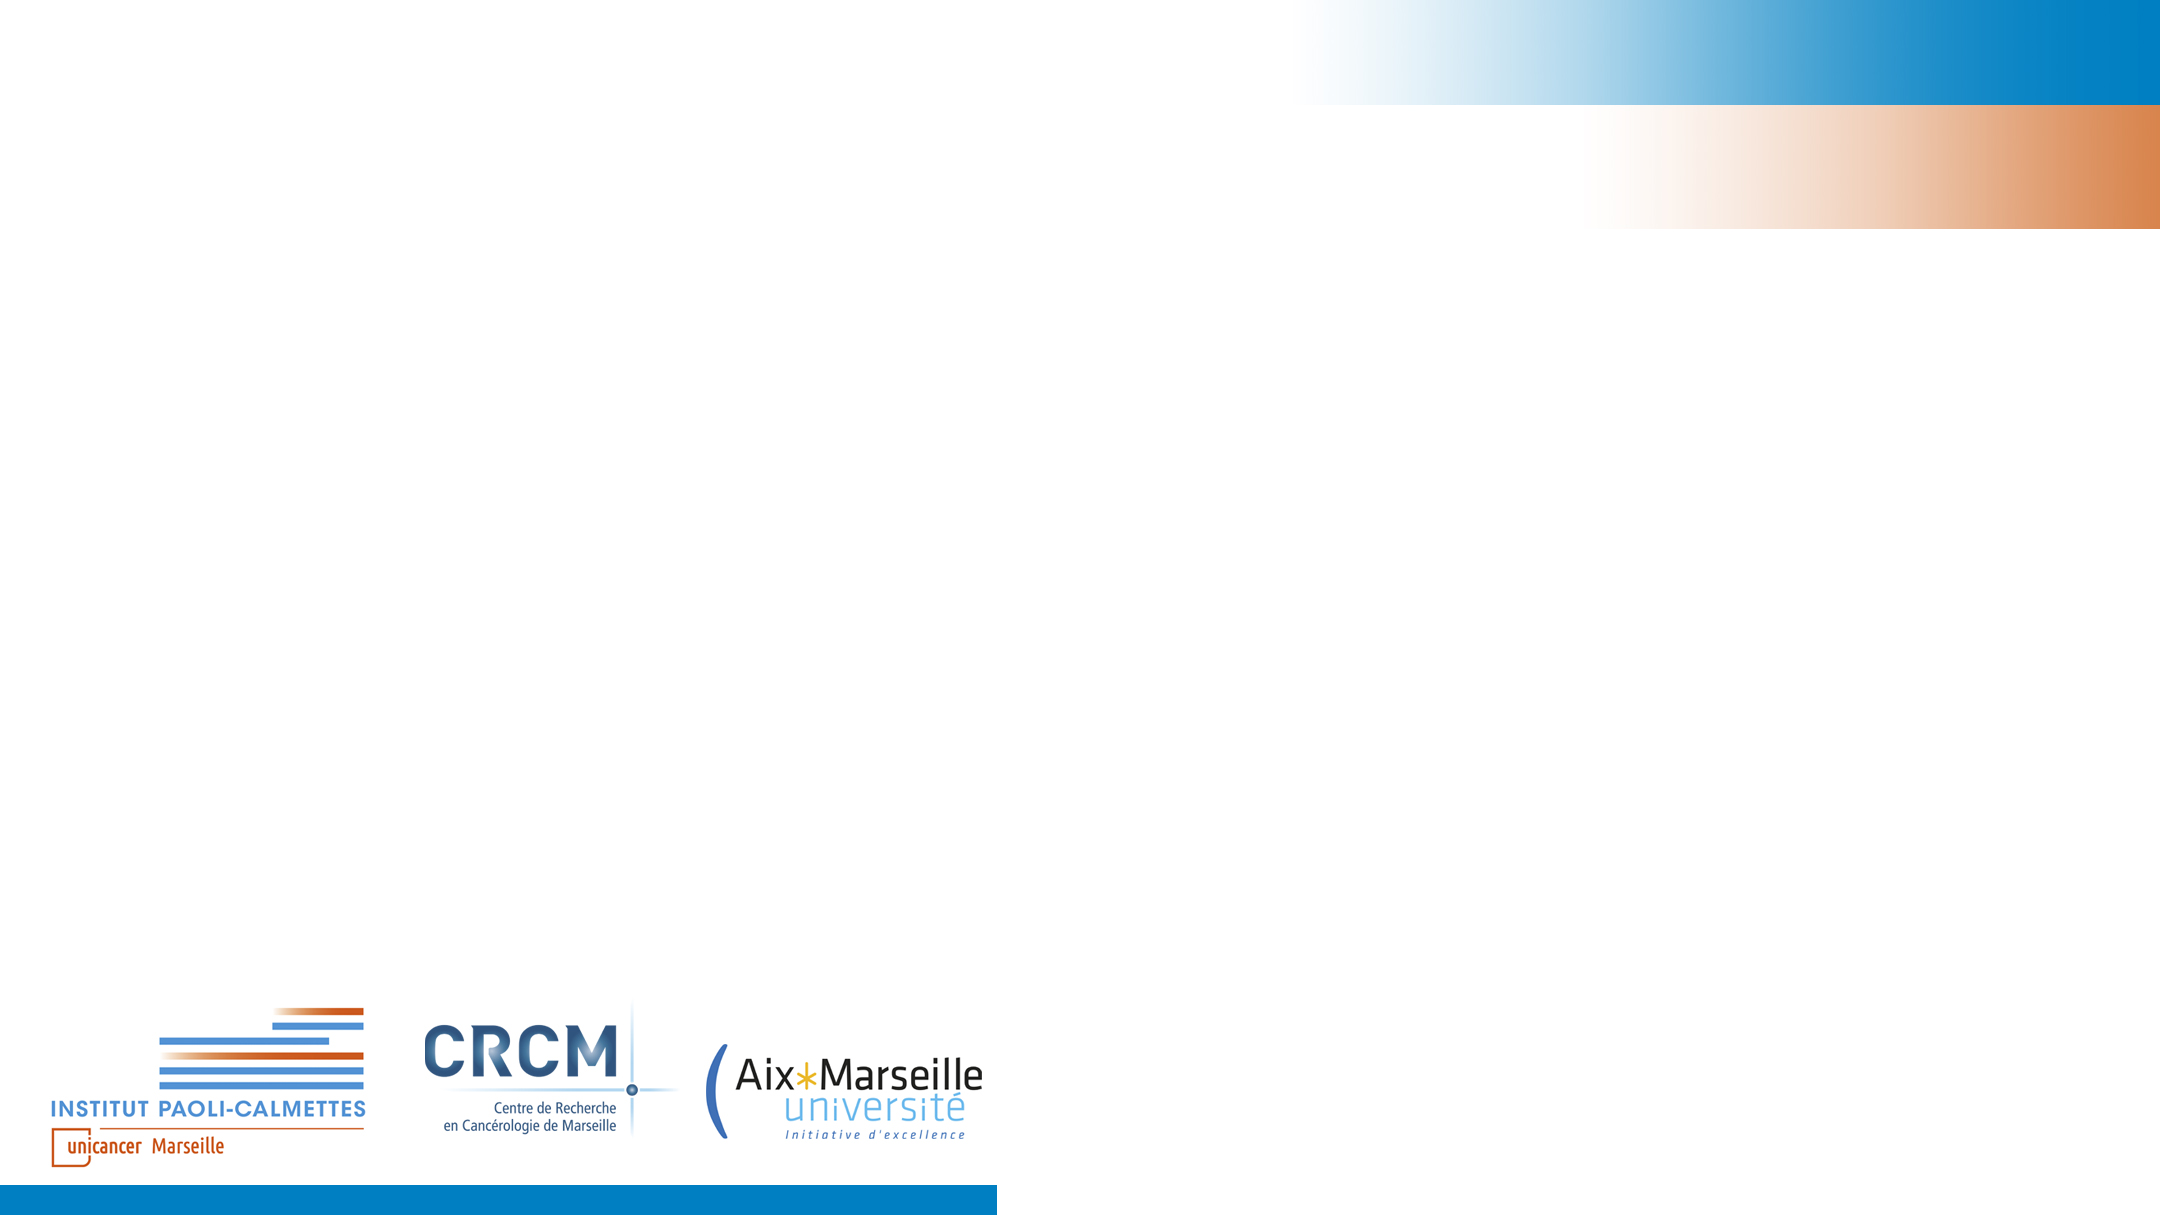 INSTITUT PAOLI-CALMETTES
unicancer Marseille
CRCM
Centre de Recherche
en Cancérologie de Marseille
Aix*Marseille
université
Initiative d'excellence